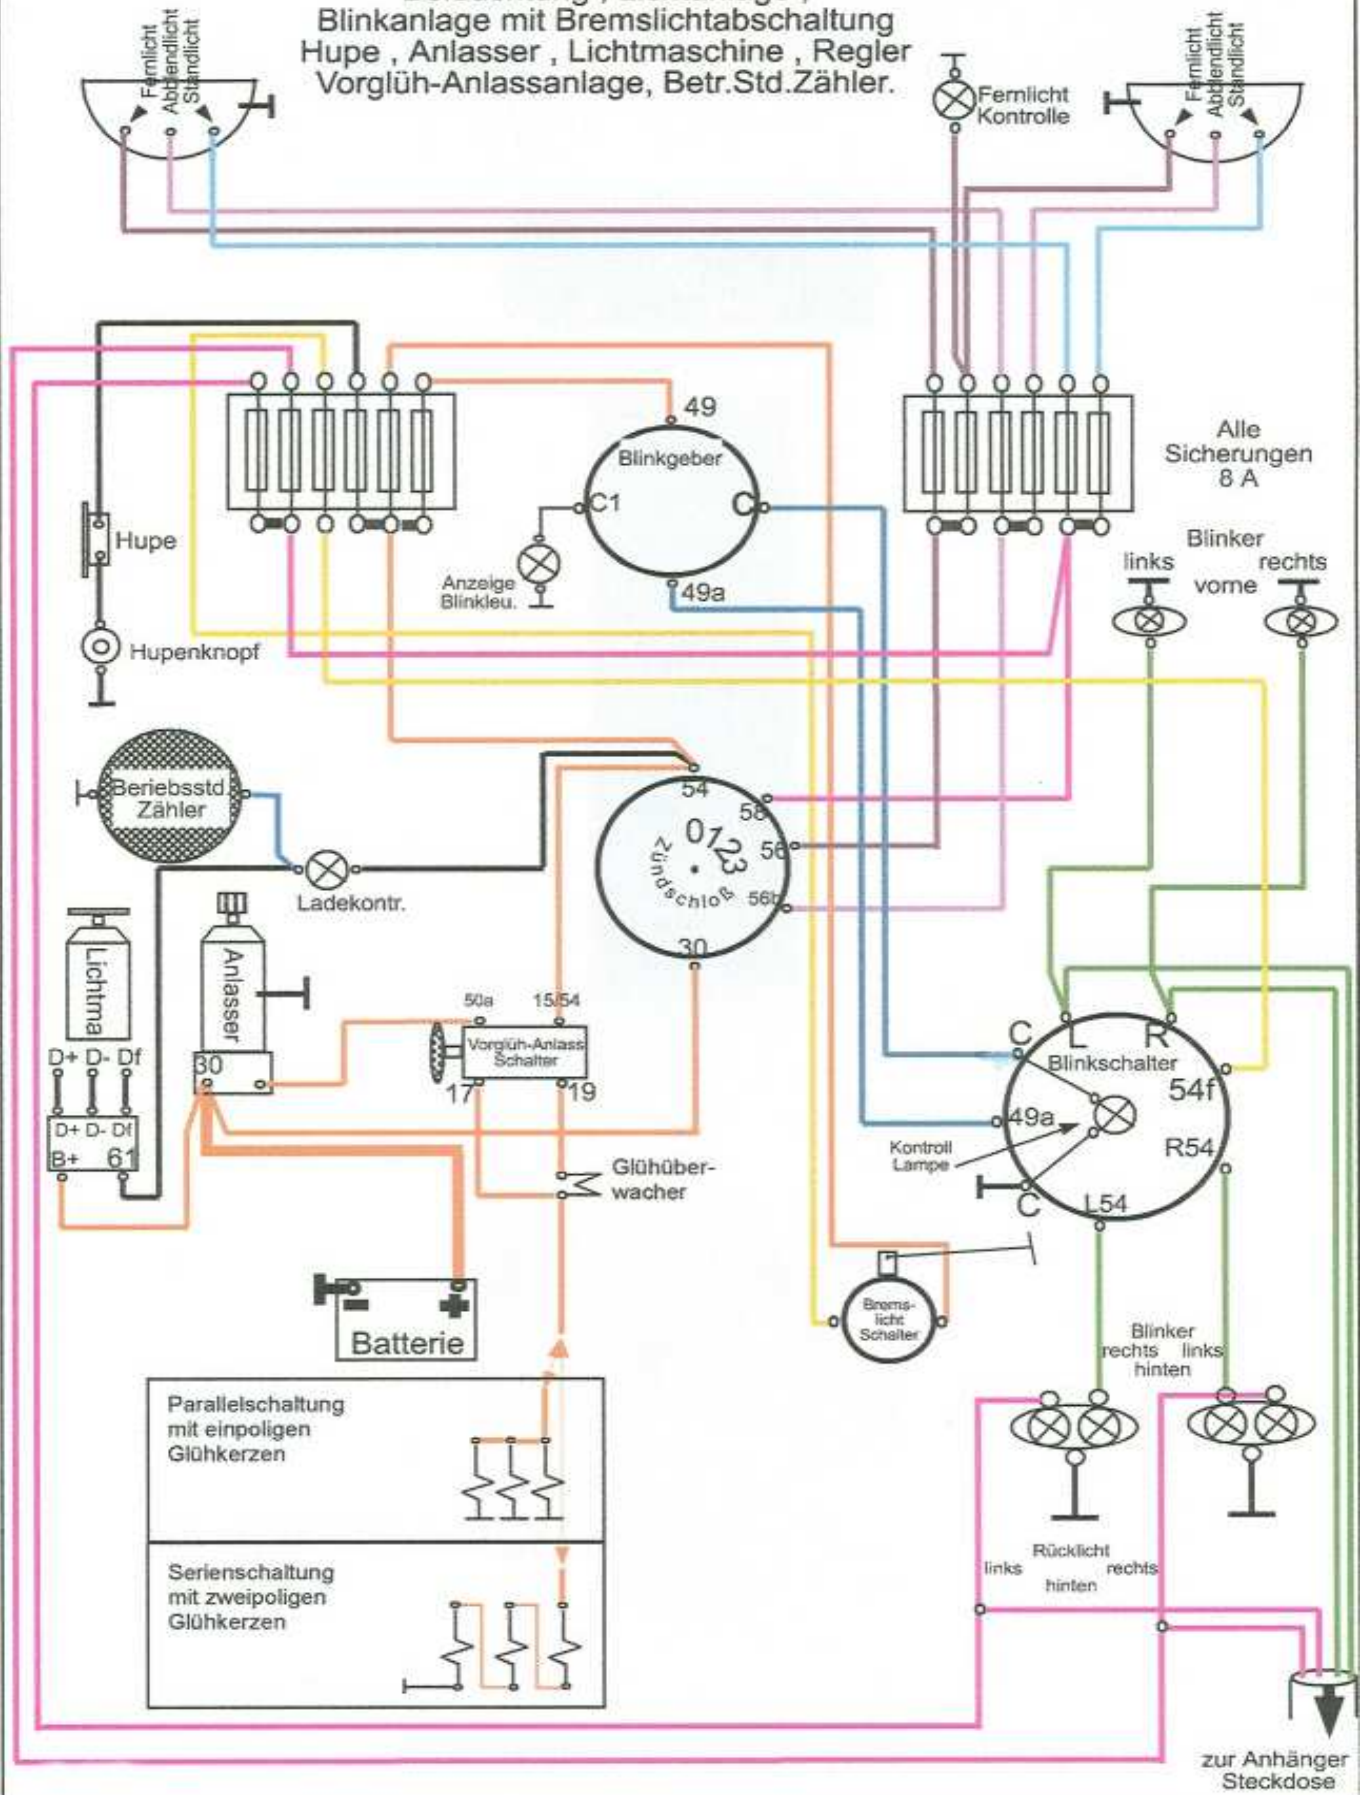 Blinkanlage mit Bremslichtabschaltung
Hupe , Anlasser , Lichtmaschine , Regler
Vorglüh-Anlassanlage, Betr.Std.Zähler.
Fernlicht
Abblendlicht
Standlicht
Fernlicht
Kontrolle
Fernlicht
Abblendlicht
Standlicht
49
Blinkgeber
C1
C
49a
Anzeige
Blinkleu.
Alle
Sicherungen
8 A
Hupe
Hupenknopf
Blinker
links
rechts
vorne
Beriebsstd.
Zähler
Ladekontr.
54
58
0123
56
Zündschloß
56b
30
Lichtma
Anlasser
D+ D- Df
30
D+ D- Df
B+
61
50a
15/54
Vorglüh-Anlass
Schalter
17
19
Glühüber-
wacher
C
L
R
Blinkschalter
54f
49a
Kontroll
Lampe
R54
C
L54
Batterie
Brems-
licht
Schalter
Blinker
rechts links
hinten
Parallelschaltung
mit einpoligen
Glühkerzen
Serienschaltung
mit zweipoligen
Glühkerzen
Rücklicht
links
rechts
hinten
zur Anhänger
Steckdose